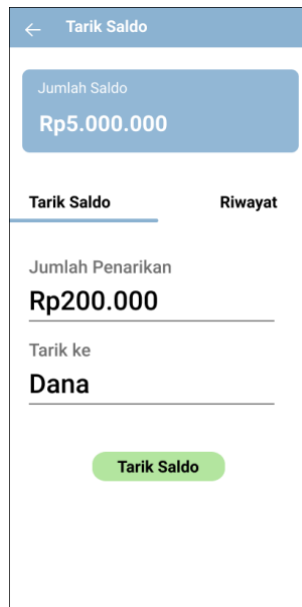 Tarik Saldo
Jumlah Saldo
Rp5.000.000
Tarik Saldo Riwayat
Jumlah Penarikan
Rp200.000
Tarik ke
Dana
Tarik Saldo